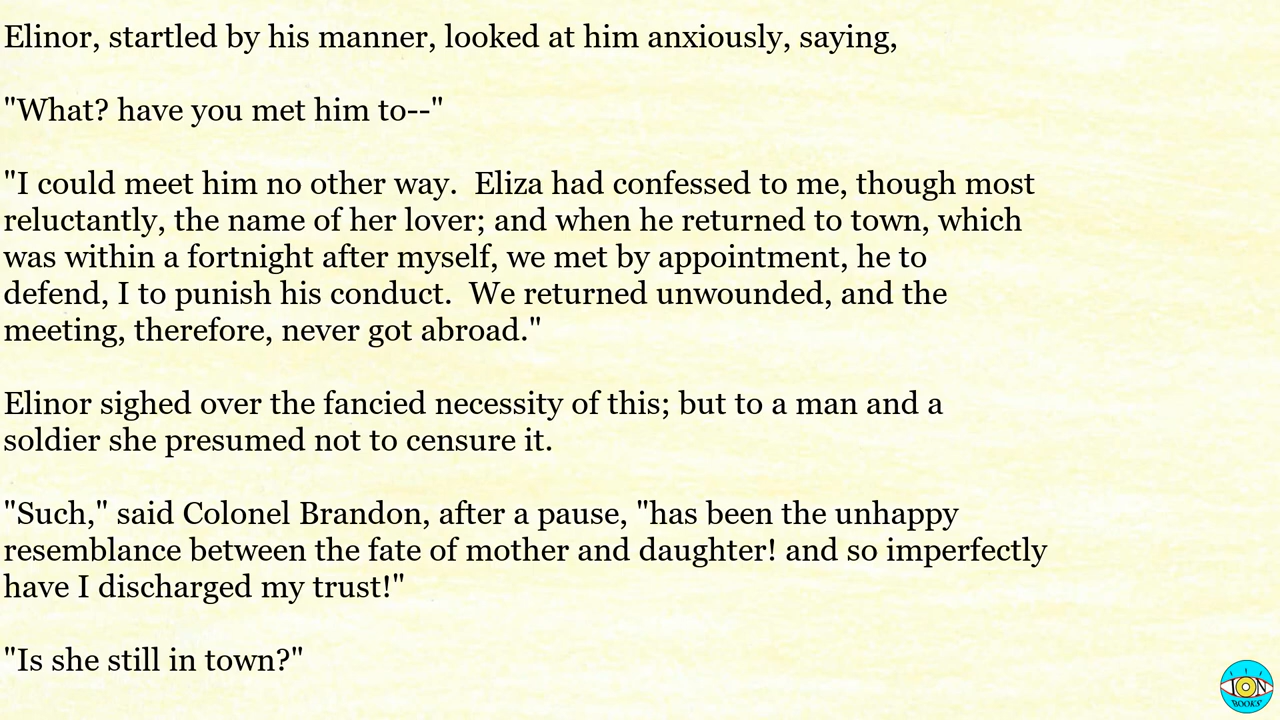 Elinor, startled by his manner, looked at him anxiously, saying,
"What? have you met him to--"
"I could meet him no other way.  Eliza had confessed to me, though most
reluctantly, the name of her lover; and when he returned to town, which
was within a fortnight after myself, we met by appointment, he to
defend, I to punish his conduct.  We returned unwounded, and the
meeting, therefore, never got abroad."
Elinor sighed over the fancied necessity of this; but to a man and a
soldier she presumed not to censure it.
"Such," said Colonel Brandon, after a pause, "has been the unhappy
resemblance between the fate of mother and daughter! and so imperfectly
have I discharged my trust!"
"Is she still in town?"
ION
BOOKS